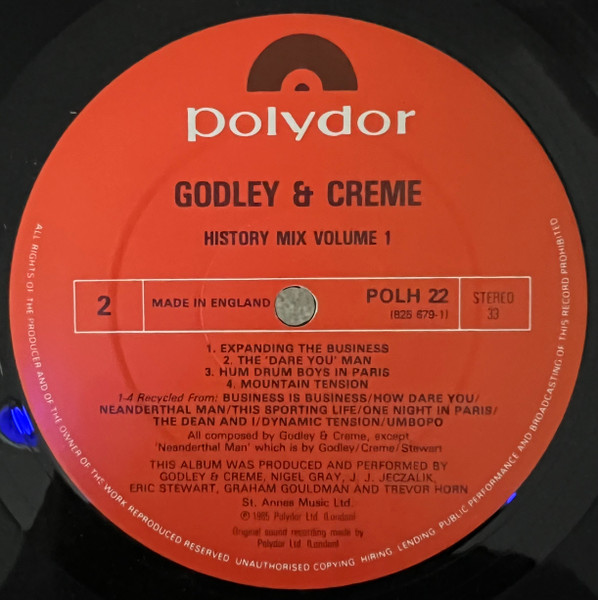 polydor
GODLEY & CREME
HISTORY MIX VOLUME 1
2
MADE IN ENGLAND
POLH 22
(825 679-1)
STEREO
33
1. EXPANDING THE BUSINESS
2. THE 'DARE YOU' MAN
3. HUM DRUM BOYS IN PARIS
4. MOUNTAIN TENSION
1-4 Recycled From: BUSINESS IS BUSINESS/HOW DARE YOU/
NEANDERTHAL MAN/THIS SPORTING LIFE/ONE NIGHT IN PARIS/
THE DEAN AND I/DYNAMIC TENSION/UMBOPO
All composed by Godley & Creme, except
'Neanderthal Man' which is by Godley/Creme/Stewart
THIS ALBUM WAS PRODUCED AND PERFORMED BY
GODLEY & CREME, NIGEL GRAY, J. J. JECZALIK,
ERIC STEWART, GRAHAM GOULDMAN AND TREVOR HORN
St. Annes Music Ltd.
℗ 1985 Polydor Ltd. (London)
Original sound recording made by
Polydor Ltd. (London)
ALL RIGHTS OF THE PRODUCER AND OF THE OWNER OF THE WORK REPRODUCED RESERVED. UNAUTHORISED COPYING, HIRING, LENDING, PUBLIC PERFORMANCE AND BROADCASTING OF THIS RECORD PROHIBITED